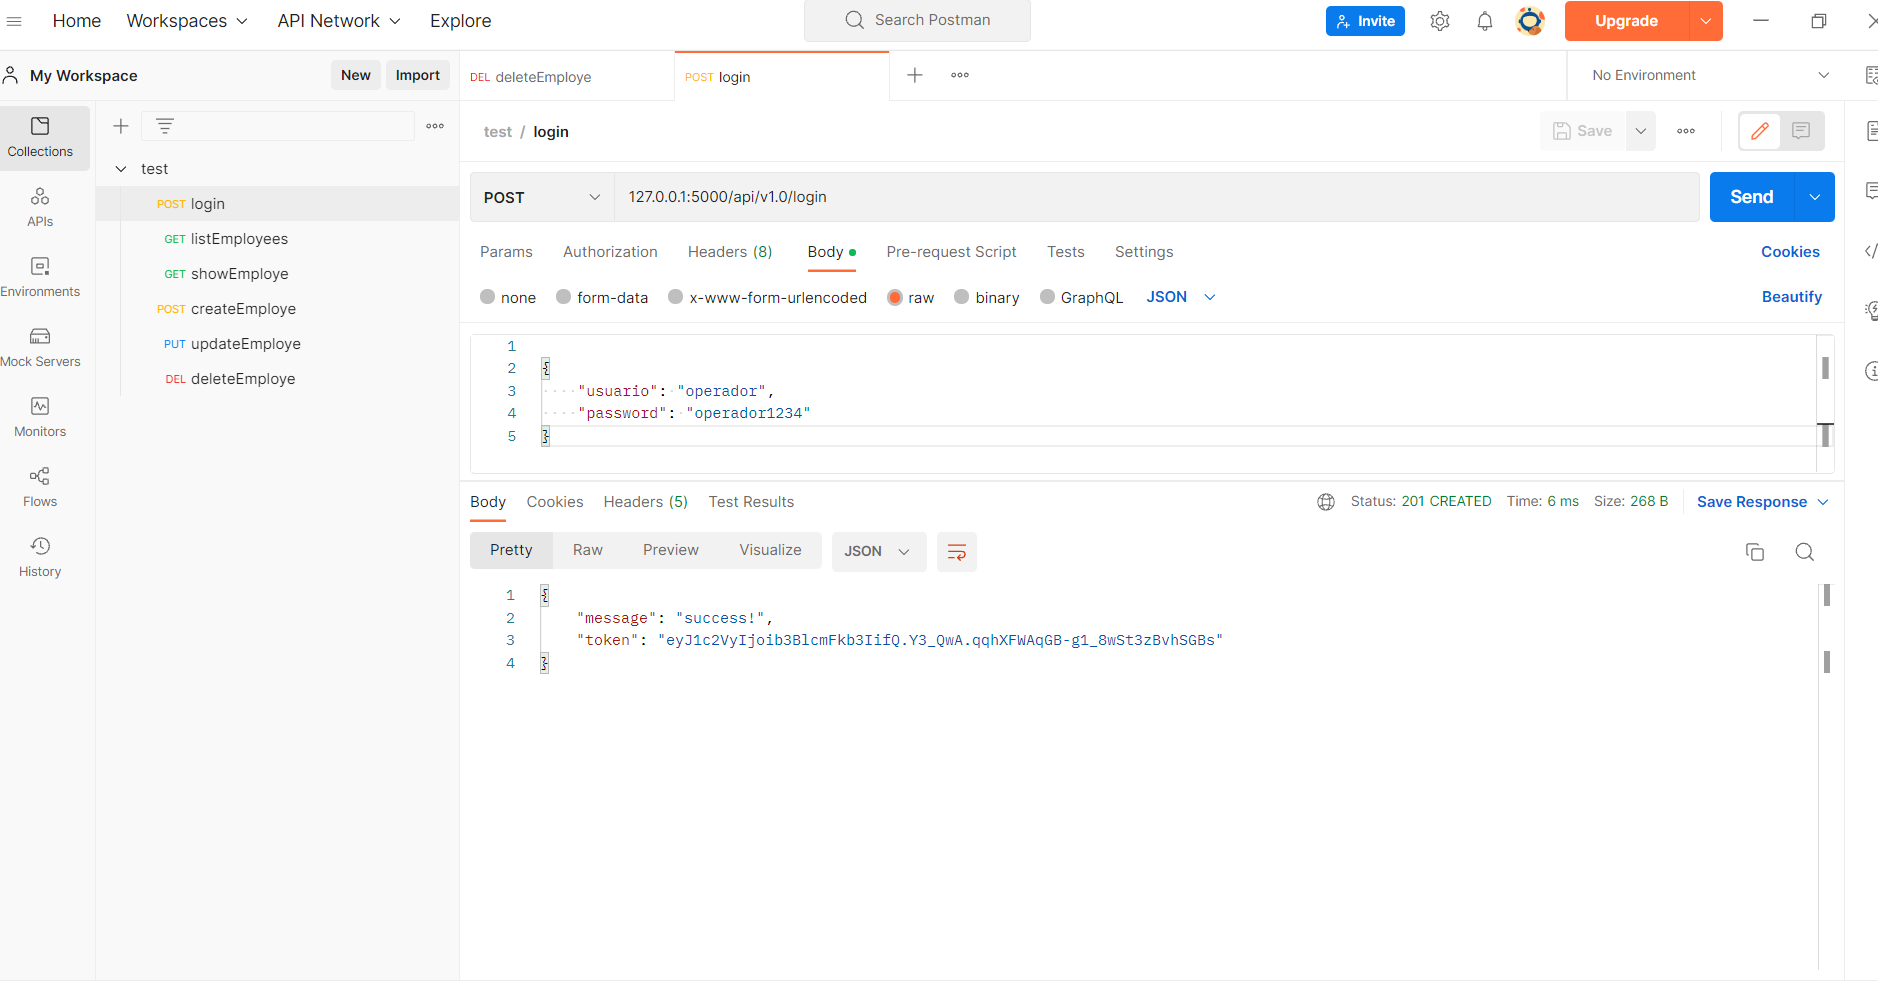 Home Workspaces API Network Explore Search Postman Invite Upgrade
My Workspace New Import DEL deleteEmploye POST login No Environment
test / login Save
Collections
APIs
Environments
Mock Servers
Monitors
Flows
History
test
POST login
GET listEmployees
GET showEmploye
POST createEmploye
PUT updateEmploye
DEL deleteEmploye
POST 127.0.0.1:5000/api/v1.0/login Send
Params Authorization Headers (8) Body Pre-request Script Tests Settings Cookies
none form-data x-www-form-urlencoded raw binary GraphQL JSON Beautify
1
2 {
3 "usuario": "operador",
4 "password": "operador1234"
5 }
Body Cookies Headers (5) Test Results Status: 201 CREATED Time: 6 ms Size: 268 B Save Response
Pretty Raw Preview Visualize JSON
1 {
2 "message": "success!",
3 "token": "eyJ1c2VyIjoib3BlcmFkb3IifQ.Y3_QwA.qqhXFWAqGB-g1_8wSt3zBvhSGBs"
4 }